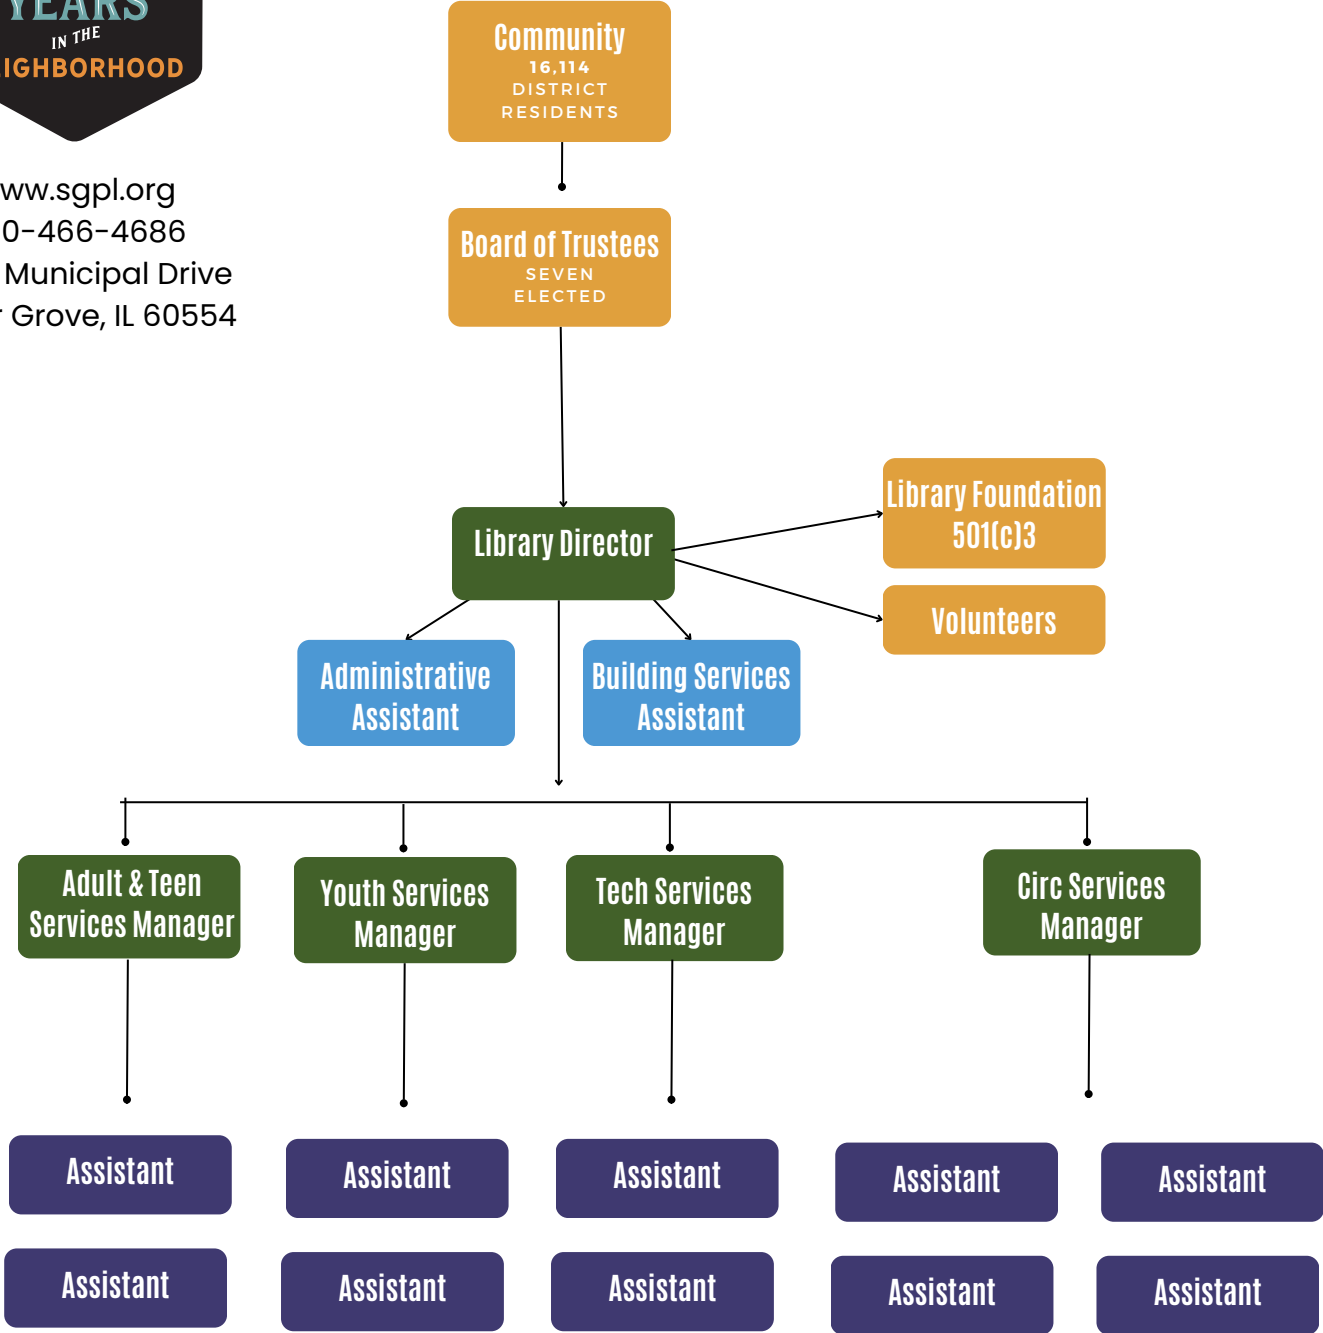 YEARS
IN THE
EIGHBORHOOD
ww.sgpl.org
0-466-4686
Municipal Drive
Grove, IL 60554
Community
16,114
DISTRICT
RESIDENTS
Board of Trustees
SEVEN
ELECTED
Library Director
Library Foundation
501(c)3
Volunteers
Administrative
Assistant
Building Services
Assistant
Adult & Teen
Services Manager
Youth Services
Manager
Tech Services
Manager
Circ Services
Manager
Assistant
Assistant
Assistant
Assistant
Assistant
Assistant
Assistant
Assistant
Assistant
Assistant